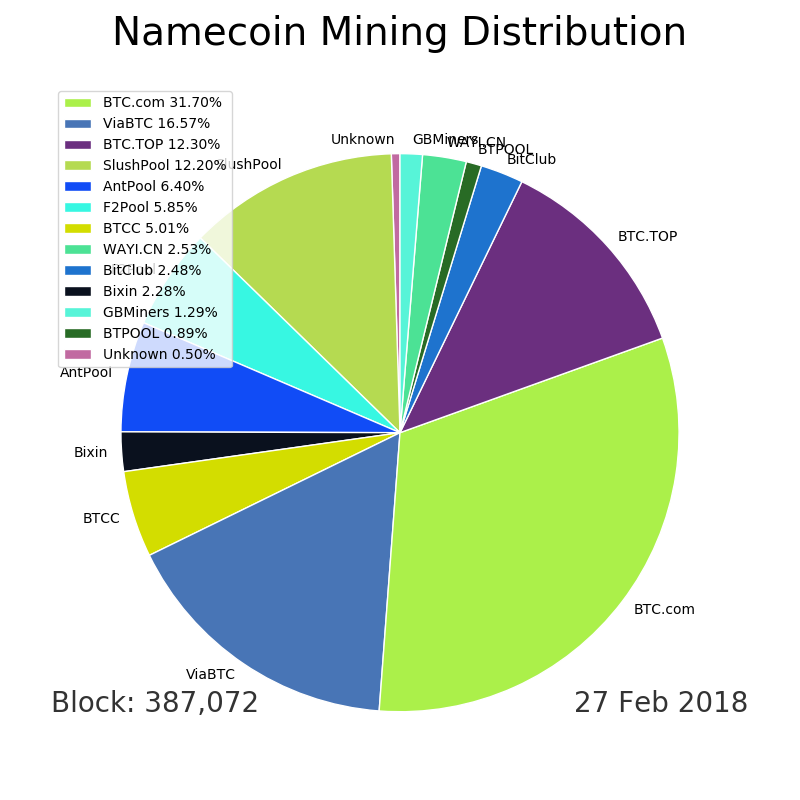 Namecoin Mining Distribution
BTC.com 31.70%
ViaBTC 16.57%
BTC.TOP 12.30%
SlushPool 12.20%
AntPool 6.40%
F2Pool 5.85%
BTCC 5.01%
WAYI.CN 2.53%
BitClub 2.48%
Bixin 2.28%
GBMiners 1.29%
BTPOOL 0.89%
Unknown 0.50%
Unknown
GBMiners
WAYI.CN
BTPOOL
BitClub
SlushPool
BTC.TOP
F2Pool
AntPool
Bixin
BTCC
BTC.com
ViaBTC
Block: 387,072
27 Feb 2018